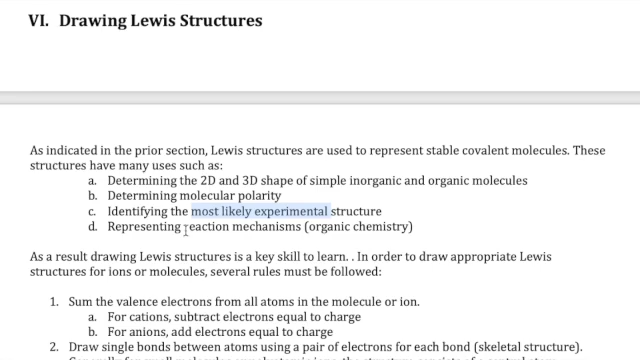 VI. Drawing Lewis Structures
As indicated in the prior section, Lewis structures are used to represent stable covalent molecules. These
structures have many uses such as:
a. Determining the 2D and 3D shape of simple inorganic and organic molecules
b. Determining molecular polarity
c. Identifying the most likely experimental structure
d. Representing reaction mechanisms (organic chemistry)
As a result drawing Lewis structures is a key skill to learn. . In order to draw appropriate Lewis
structures for ions or molecules, several rules must be followed:
1. Sum the valence electrons from all atoms in the molecule or ion.
a. For cations, subtract electrons equal to charge
b. For anions, add electrons equal to charge
2. Draw single bonds between atoms using a pair of electrons for each bond (skeletal structure).